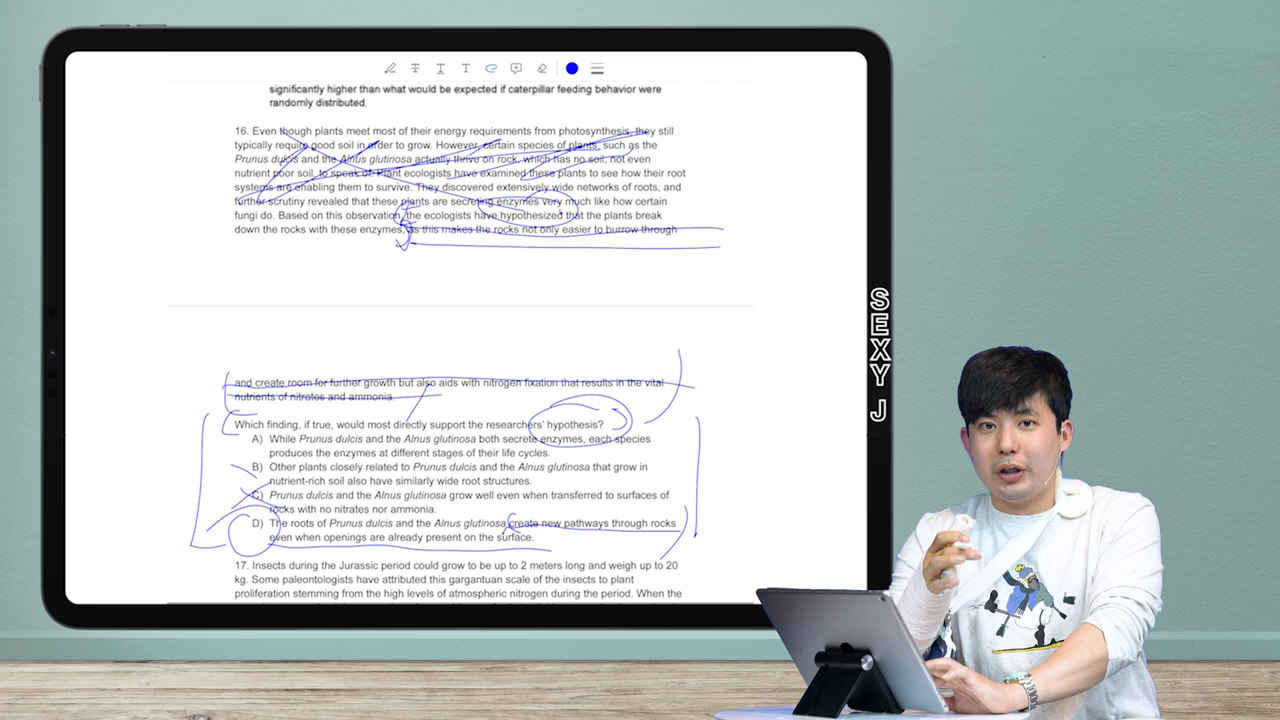 significantly higher than what would be expected if caterpillar feeding behavior were
randomly distributed.
16. Even though plants meet most of their energy requirements from photosynthesis, they still
typically require good soil in order to grow. However, certain species of plants, such as the
Prunus dulcis and the Alnus glutinosa actually thrive on rock, which has no soil, not even
nutrient poor soil, to speak of. Plant ecologists have examined these plants to see how their root
systems are enabling them to survive. They discovered extensively wide networks of roots, and
further scrutiny revealed that these plants are secreting enzymes very much like how certain
fungi do. Based on this observation, the ecologists have hypothesized that the plants break
down the rocks with these enzymes, as this makes the rocks not only easier to burrow through
and create room for further growth but also aids with nitrogen fixation that results in the vital
nutrients of nitrates and ammonia.
Which finding, if true, would most directly support the researchers' hypothesis?
A) While Prunus dulcis and the Alnus glutinosa both secrete enzymes, each species
produces the enzymes at different stages of their life cycles.
B) Other plants closely related to Prunus dulcis and the Alnus glutinosa that grow in
nutrient-rich soil also have similarly wide root structures.
C) Prunus dulcis and the Alnus glutinosa grow well even when transferred to surfaces of
rocks with no nitrates nor ammonia.
D) The roots of Prunus dulcis and the Alnus glutinosa create new pathways through rocks
even when openings are already present on the surface.
17. Insects during the Jurassic period could grow to be up to 2 meters long and weigh up to 20
kg. Some paleontologists have attributed this gargantuan scale of the insects to plant
proliferation stemming from the high levels of atmospheric nitrogen during the period. When the
SEXY J